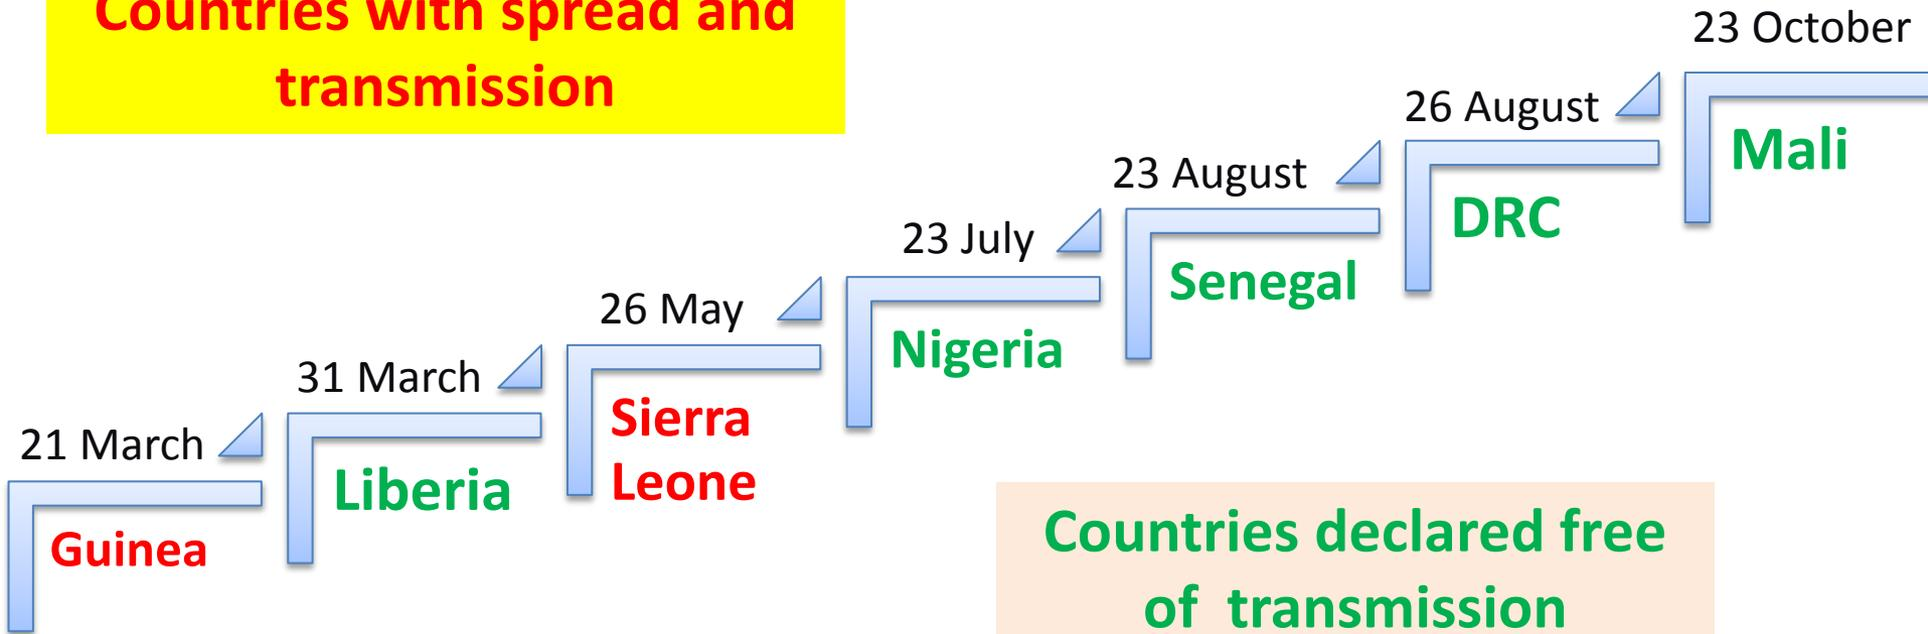 Countries with spread and
transmission
21 March
Guinea
31 March
Liberia
26 May
Sierra
Leone
23 July
Nigeria
23 August
Senegal
26 August
DRC
23 October
Mali
Countries declared free
of transmission